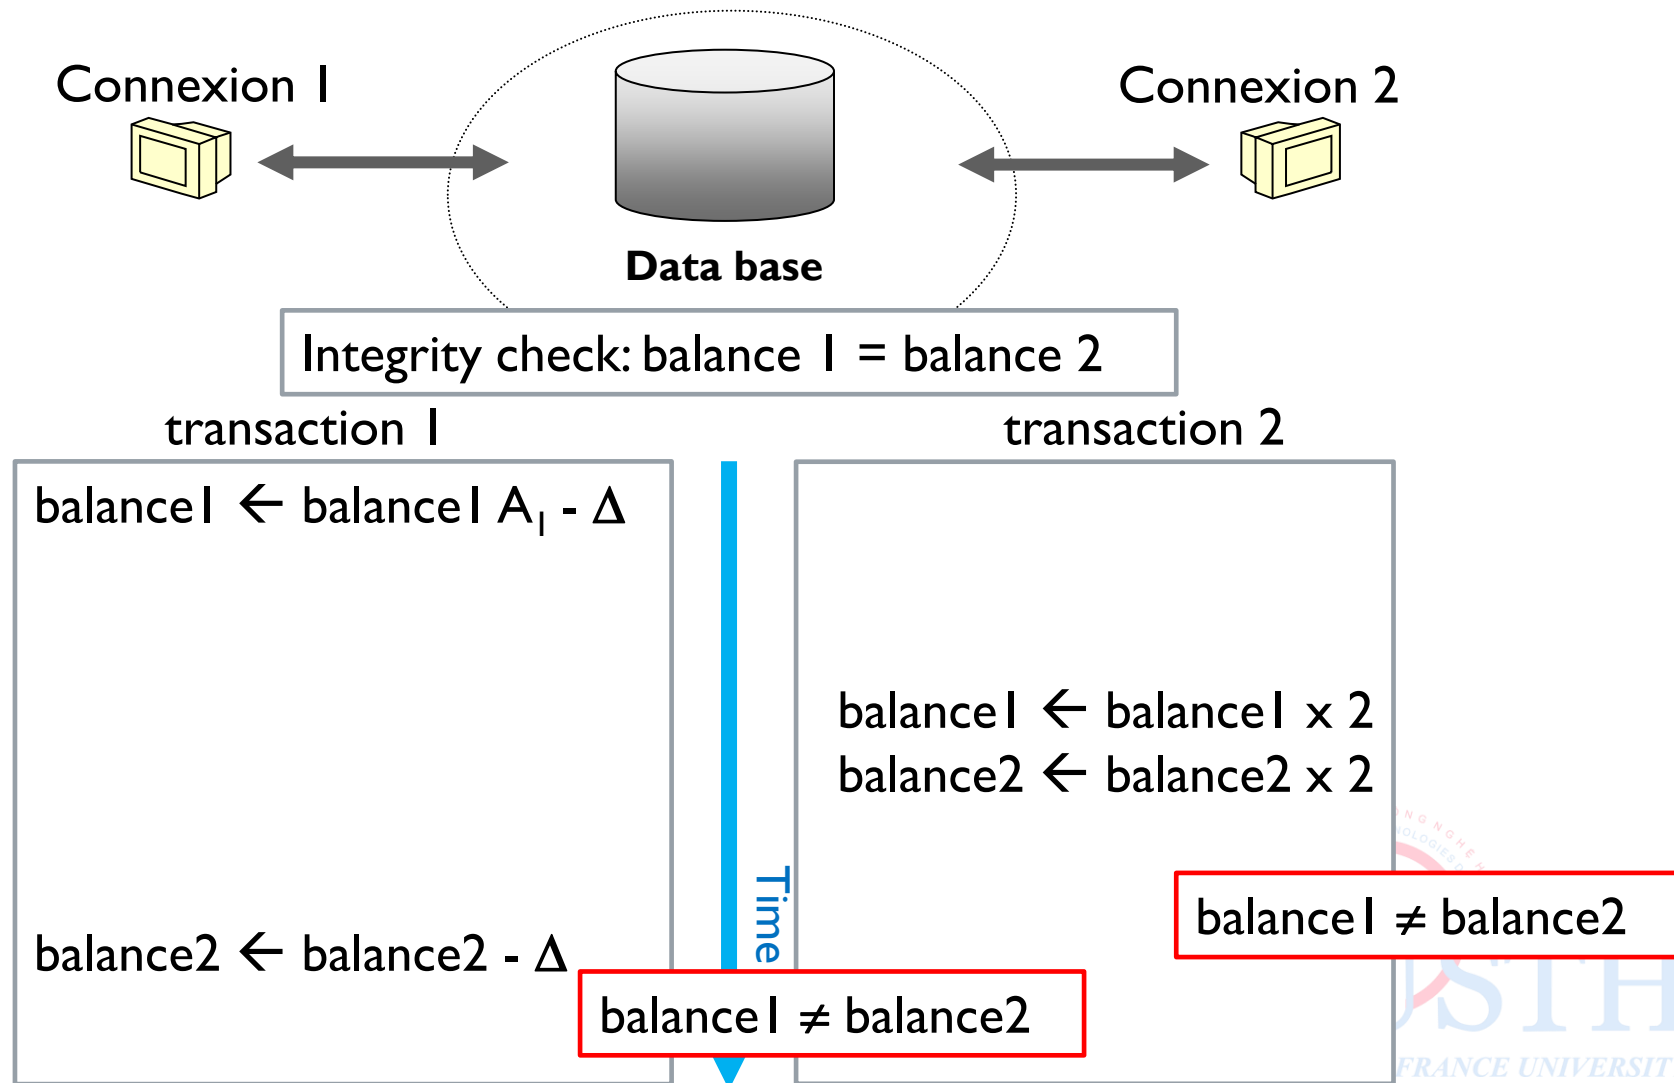 Connexion 1
Connexion 2
Data base
Integrity check: balance 1 = balance 2
transaction 1
transaction 2
balance1 ← balance1 A₁ - Δ
balance1 ← balance1 x 2
balance2 ← balance2 x 2
Time
balance1 ≠ balance2
balance2 ← balance2 - Δ
balance1 ≠ balance2